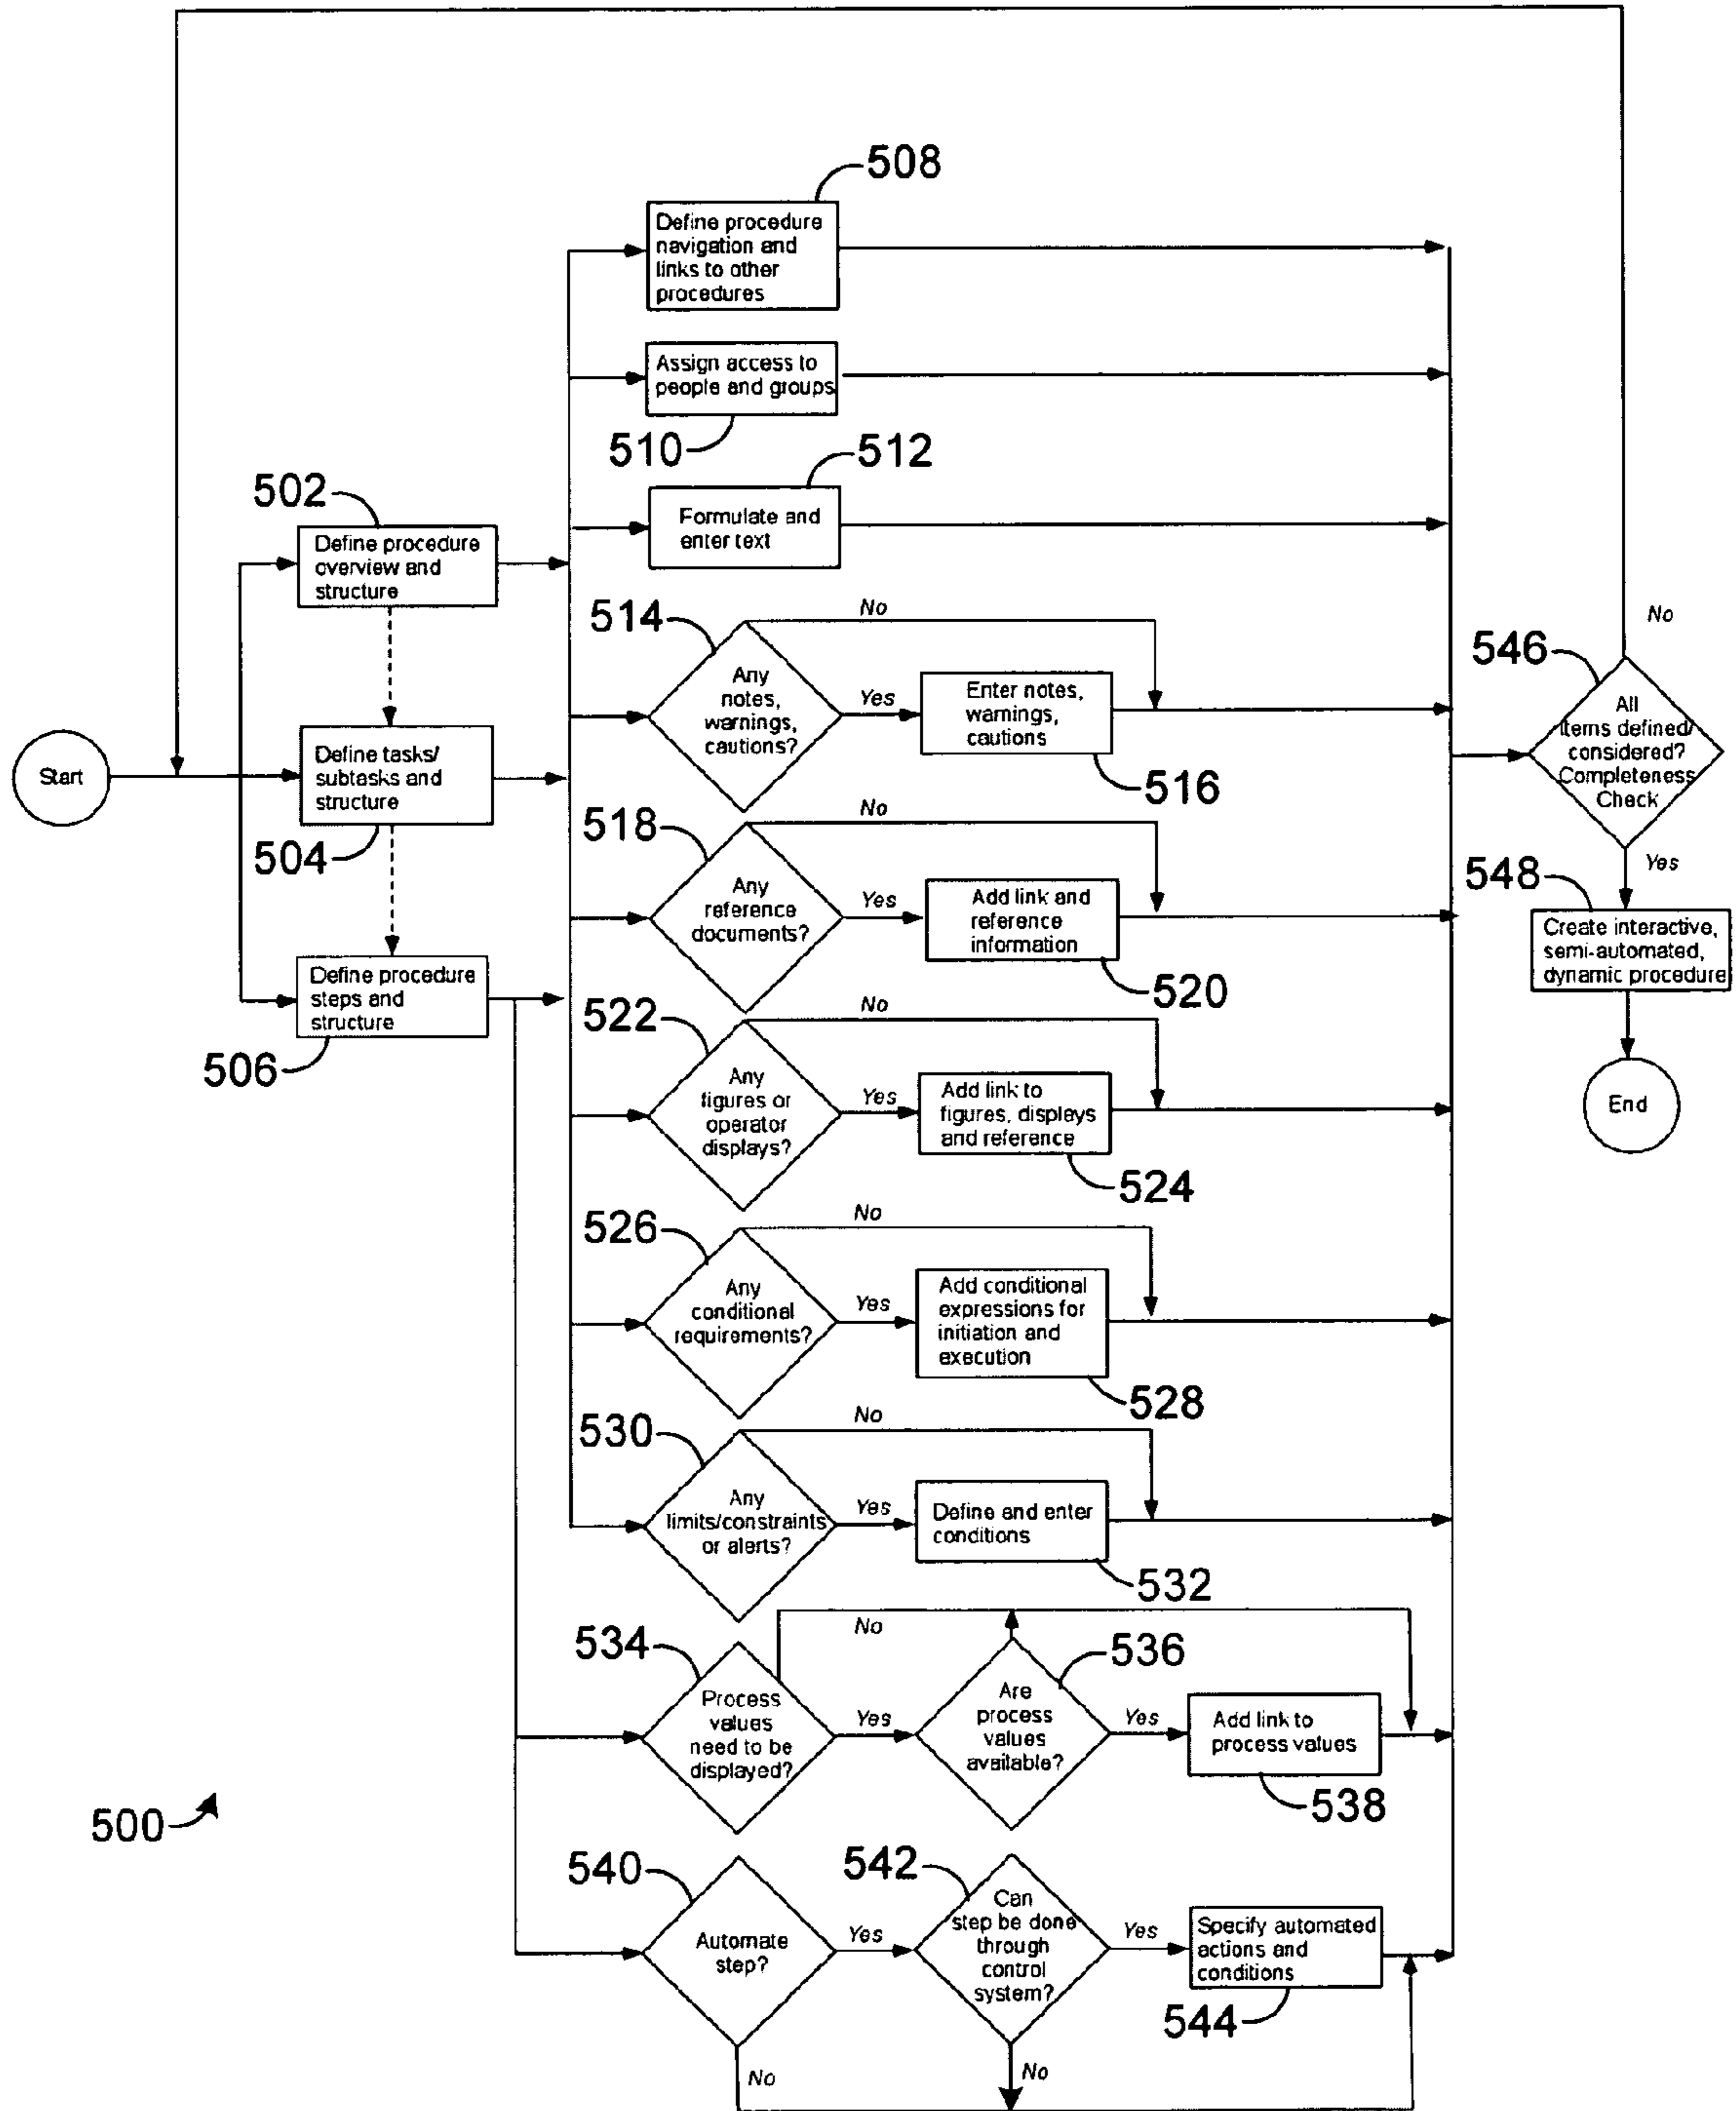 508
Define procedure
navigation and
links to other
procedures
Assign access to
people and groups
510
512
Formulate and
enter text
502
Define procedure
overview and
structure
514
No
Any
notes,
warnings,
cautions?
Yes
Enter notes,
warnings,
cautions
516
Start
Define tasks/
subtasks and
structure
504
518
No
Any
reference
documents?
Yes
Add link and
reference
information
520
Define procedure
steps and
structure
506
522
No
Any
figures or
operator
displays?
Yes
Add link to
figures, displays
and reference
524
526
No
Any
conditional
requirements?
Yes
Add conditional
expressions for
initiation and
execution
528
530
No
Any
limits/constraints
or alerts?
Yes
Define and enter
conditions
532
534
No
Process
values
need to be
displayed?
Yes
536
Are
process
values
available?
Yes
Add link to
process values
538
540
Automate
step?
Yes
No
542
Can
step be done
through
control
system?
Yes
No
Specify automated
actions and
conditions
544
546
No
All
items defined/
considered?
Completeness
Check
Yes
548
Create interactive,
semi-automated,
dynamic procedure
End
500